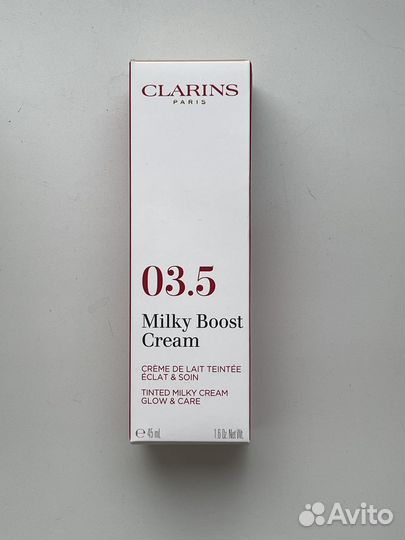 CLARINS
PARIS
03.5
Milky Boost
Cream
CRÈME DE LAIT TEINTÉE
ÉCLAT & SOIN
TINTED MILKY CREAM
GLOW & CARE
℮ 45 mL 1.6 Oz. Net Wt.
Avito